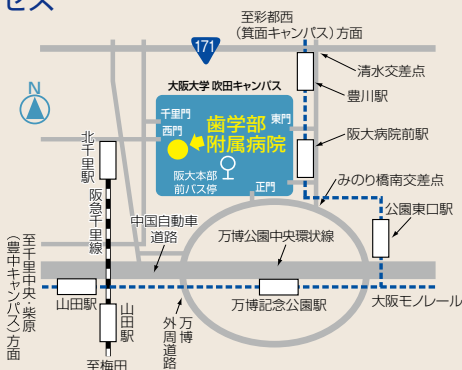 セス
至彩都西
(箕面キャンパス)方面
171
清水交差点
大阪大学 吹田キャンパス
豊川駅
N
千里門
西門
東門
歯学部
附属病院
阪大病院前駅
北千里駅
阪大本部
前バス停
正門
みのり橋南交差点
公園東口駅
阪急千里線
中国自動車
道路
万博公園中央環状線
至千里中央・柴原
(豊中キャンパス)方面
山田駅
万博記念公園駅
大阪モノレール
山田駅
万博
外周道路
至梅田